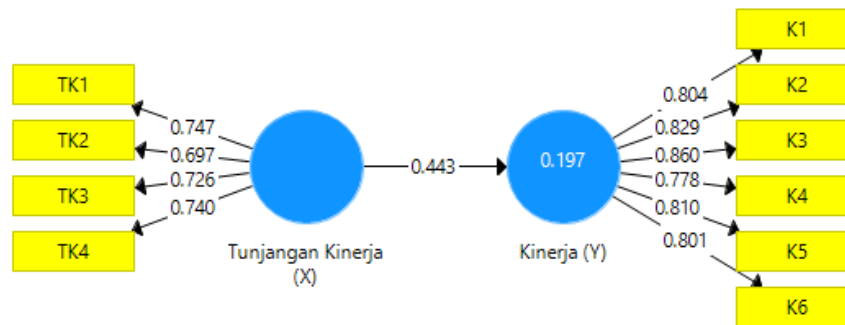 TK1
TK2
TK3
TK4
0.747
0.697
0.726
0.740
Tunjangan Kinerja
(X)
0.443
0.197
Kinerja (Y)
0.804
0.829
0.860
0.778
0.810
0.801
K1
K2
K3
K4
K5
K6